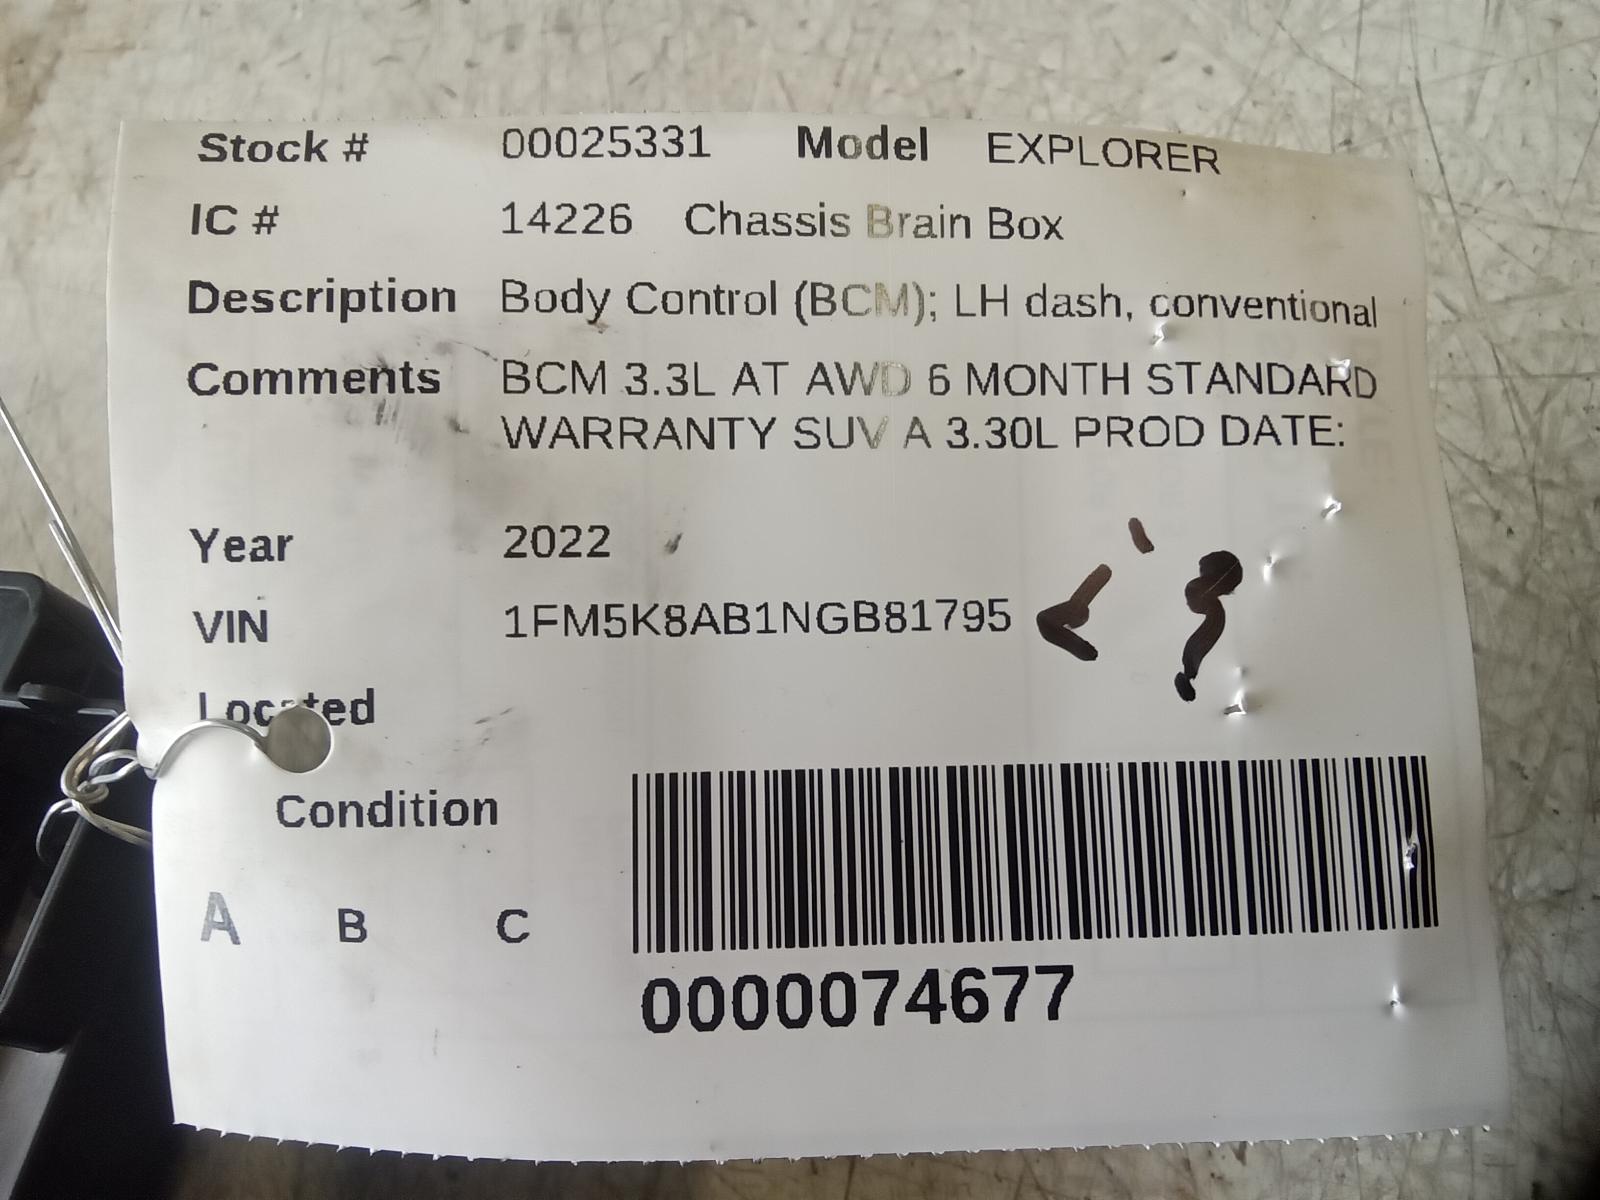 Stock # 00025331 Model EXPLORER
IC # 14226 Chassis Brain Box
Description Body Control (BCM); LH dash, conventional
Comments BCM 3.3L AT AWD 6 MONTH STANDARD
WARRANTY SUV A 3.30L PROD DATE:
Year 2022
VIN 1FM5K8AB1NGB81795
Located
Condition
A B C
0000074677